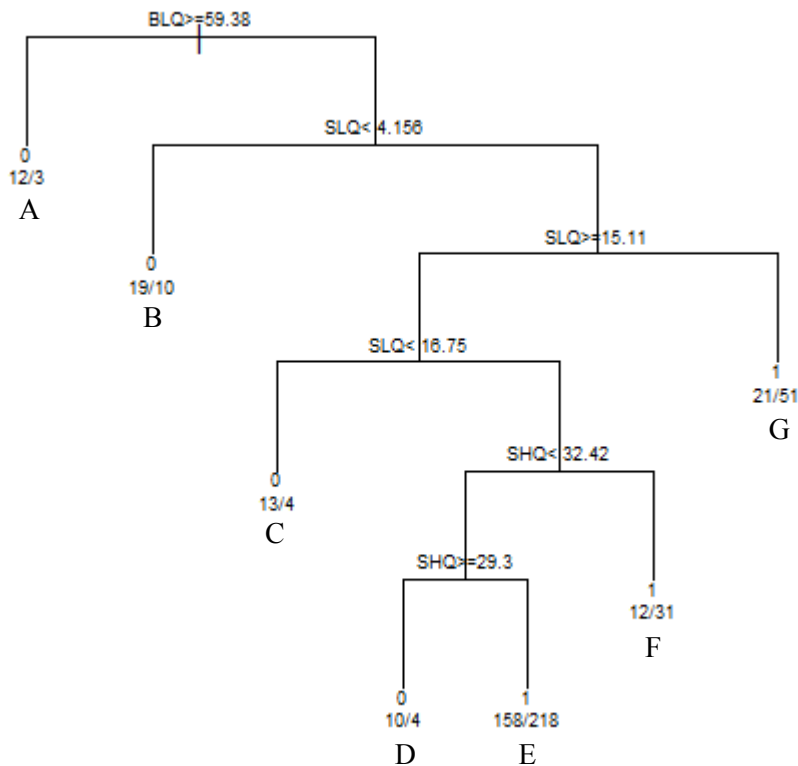 BLQ>=59.38
SLQ< 4.156
0
12/3
A
SLQ>=15.11
0
19/10
B
SLQ< 16.75
1
21/51
G
SHQ< 32.42
0
13/4
C
SHQ>=29.3
1
12/31
F
0
10/4
D
1
158/218
E